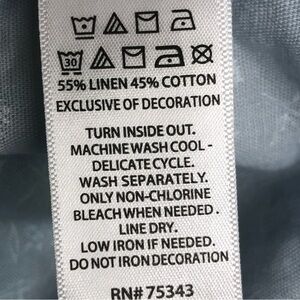 30
55% LINEN 45% COTTON
EXCLUSIVE OF DECORATION
TURN INSIDE OUT.
MACHINE WASH COOL -
DELICATE CYCLE.
WASH SEPARATELY.
ONLY NON-CHLORINE
BLEACH WHEN NEEDED.
LINE DRY.
LOW IRON IF NEEDED.
DO NOT IRON DECORATION
RN# 75343